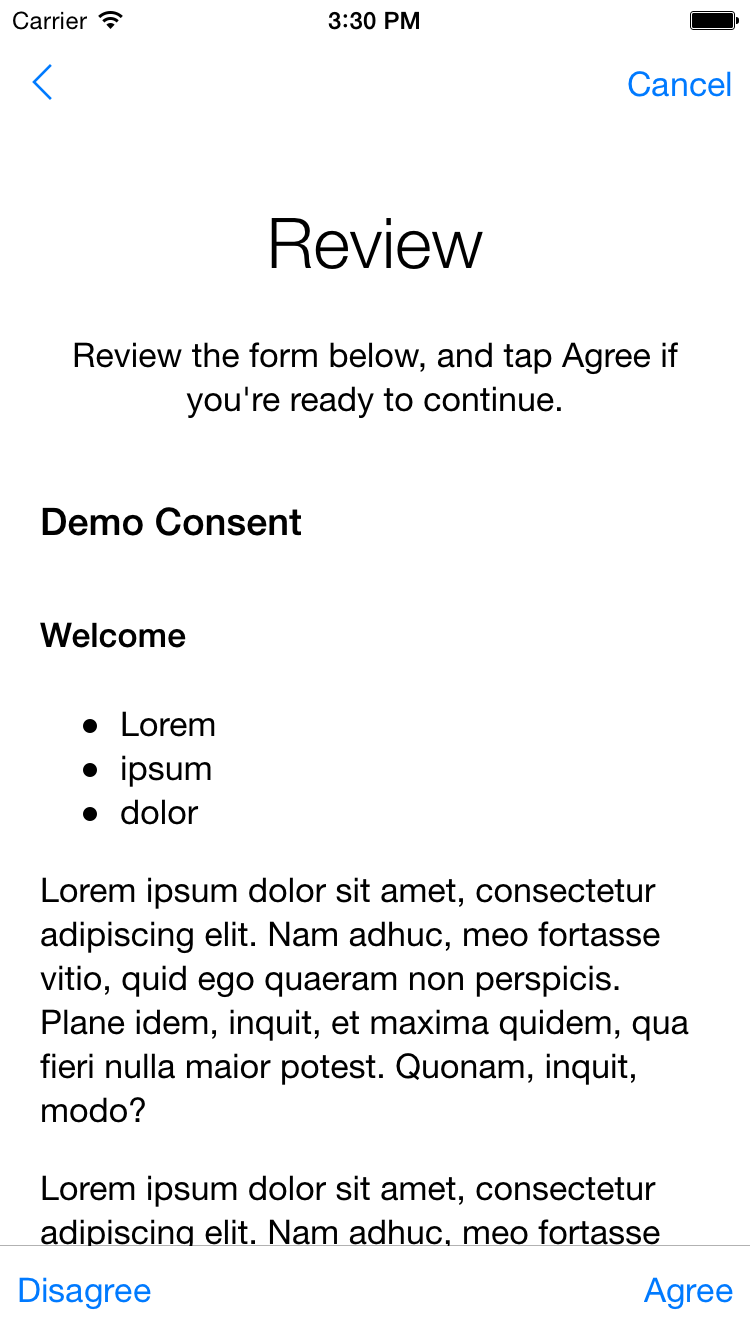 Carrier 3:30 PM
Cancel
Review
Review the form below, and tap Agree if
you're ready to continue.
Demo Consent
Welcome
• Lorem
• ipsum
• dolor
Lorem ipsum dolor sit amet, consectetur
adipiscing elit. Nam adhuc, meo fortasse
vitio, quid ego quaeram non perspicis.
Plane idem, inquit, et maxima quidem, qua
fieri nulla maior potest. Quonam, inquit,
modo?
Lorem ipsum dolor sit amet, consectetur
adipiscing elit. Nam adhuc, meo fortasse
Disagree Agree